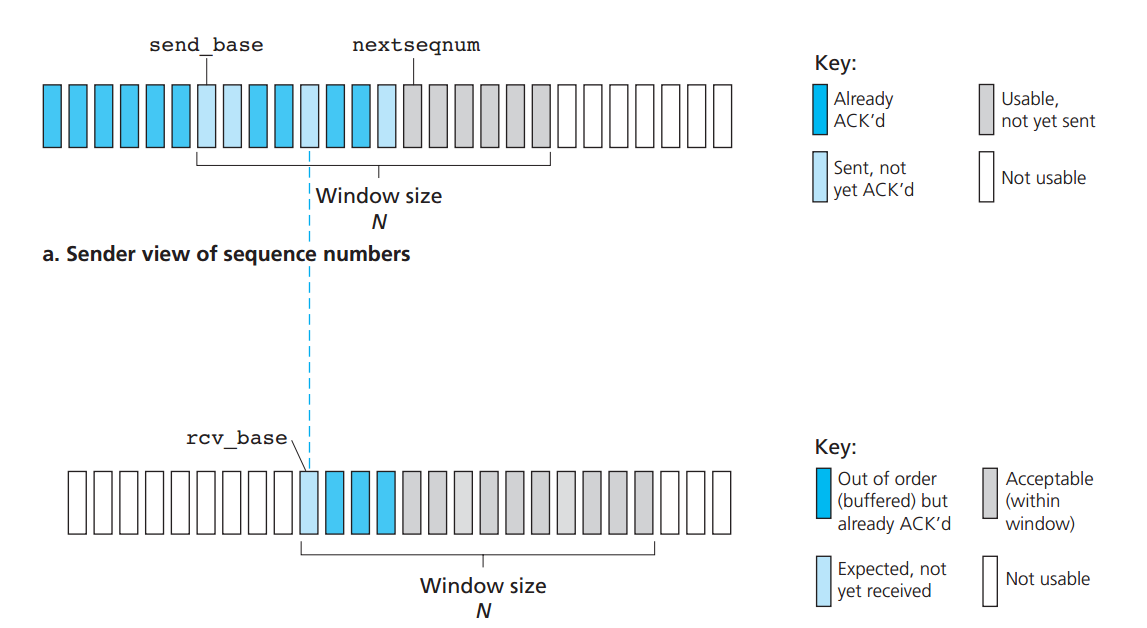 send_base
nextseqnum
Key:
Already
ACK’d
Usable,
not yet sent
Sent, not
yet ACK’d
Not usable
Window size
N
a. Sender view of sequence numbers
rcv_base
Key:
Out of order
(buffered) but
already ACK’d
Acceptable
(within
window)
Expected, not
yet received
Not usable
Window size
N